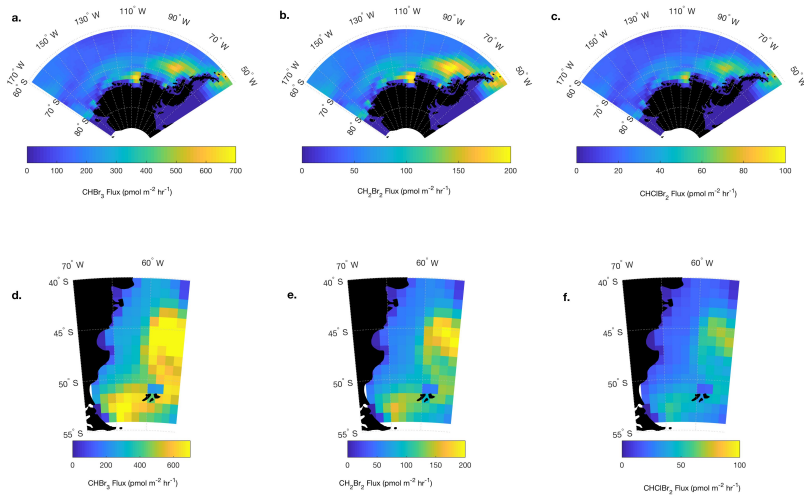 a.
170° W
150° W
130° W
110° W
90° W
70° W
50° W
60° S
70° S
80° S
0 100 200 300 400 500 600 700
CHBr3 Flux (pmol m-2 hr-1)
b.
170° W
150° W
130° W
110° W
90° W
70° W
50° W
60° S
70° S
80° S
0 50 100 150 200
CH2Br2 Flux (pmol m-2 hr-1)
c.
170° W
150° W
130° W
110° W
90° W
70° W
50° W
60° S
70° S
80° S
0 20 40 60 80 100
CHClBr2 Flux (pmol m-2 hr-1)
d.
70° W 60° W
40° S
45° S
50° S
55° S
0 200 400 600
CHBr3 Flux (pmol m-2 hr-1)
e.
70° W 60° W
40° S
45° S
50° S
55° S
0 50 100 150 200
CH2Br2 Flux (pmol m-2 hr-1)
f.
70° W 60° W
40° S
45° S
50° S
55° S
0 50 100
CHClBr2 Flux (pmol m-2 hr-1)